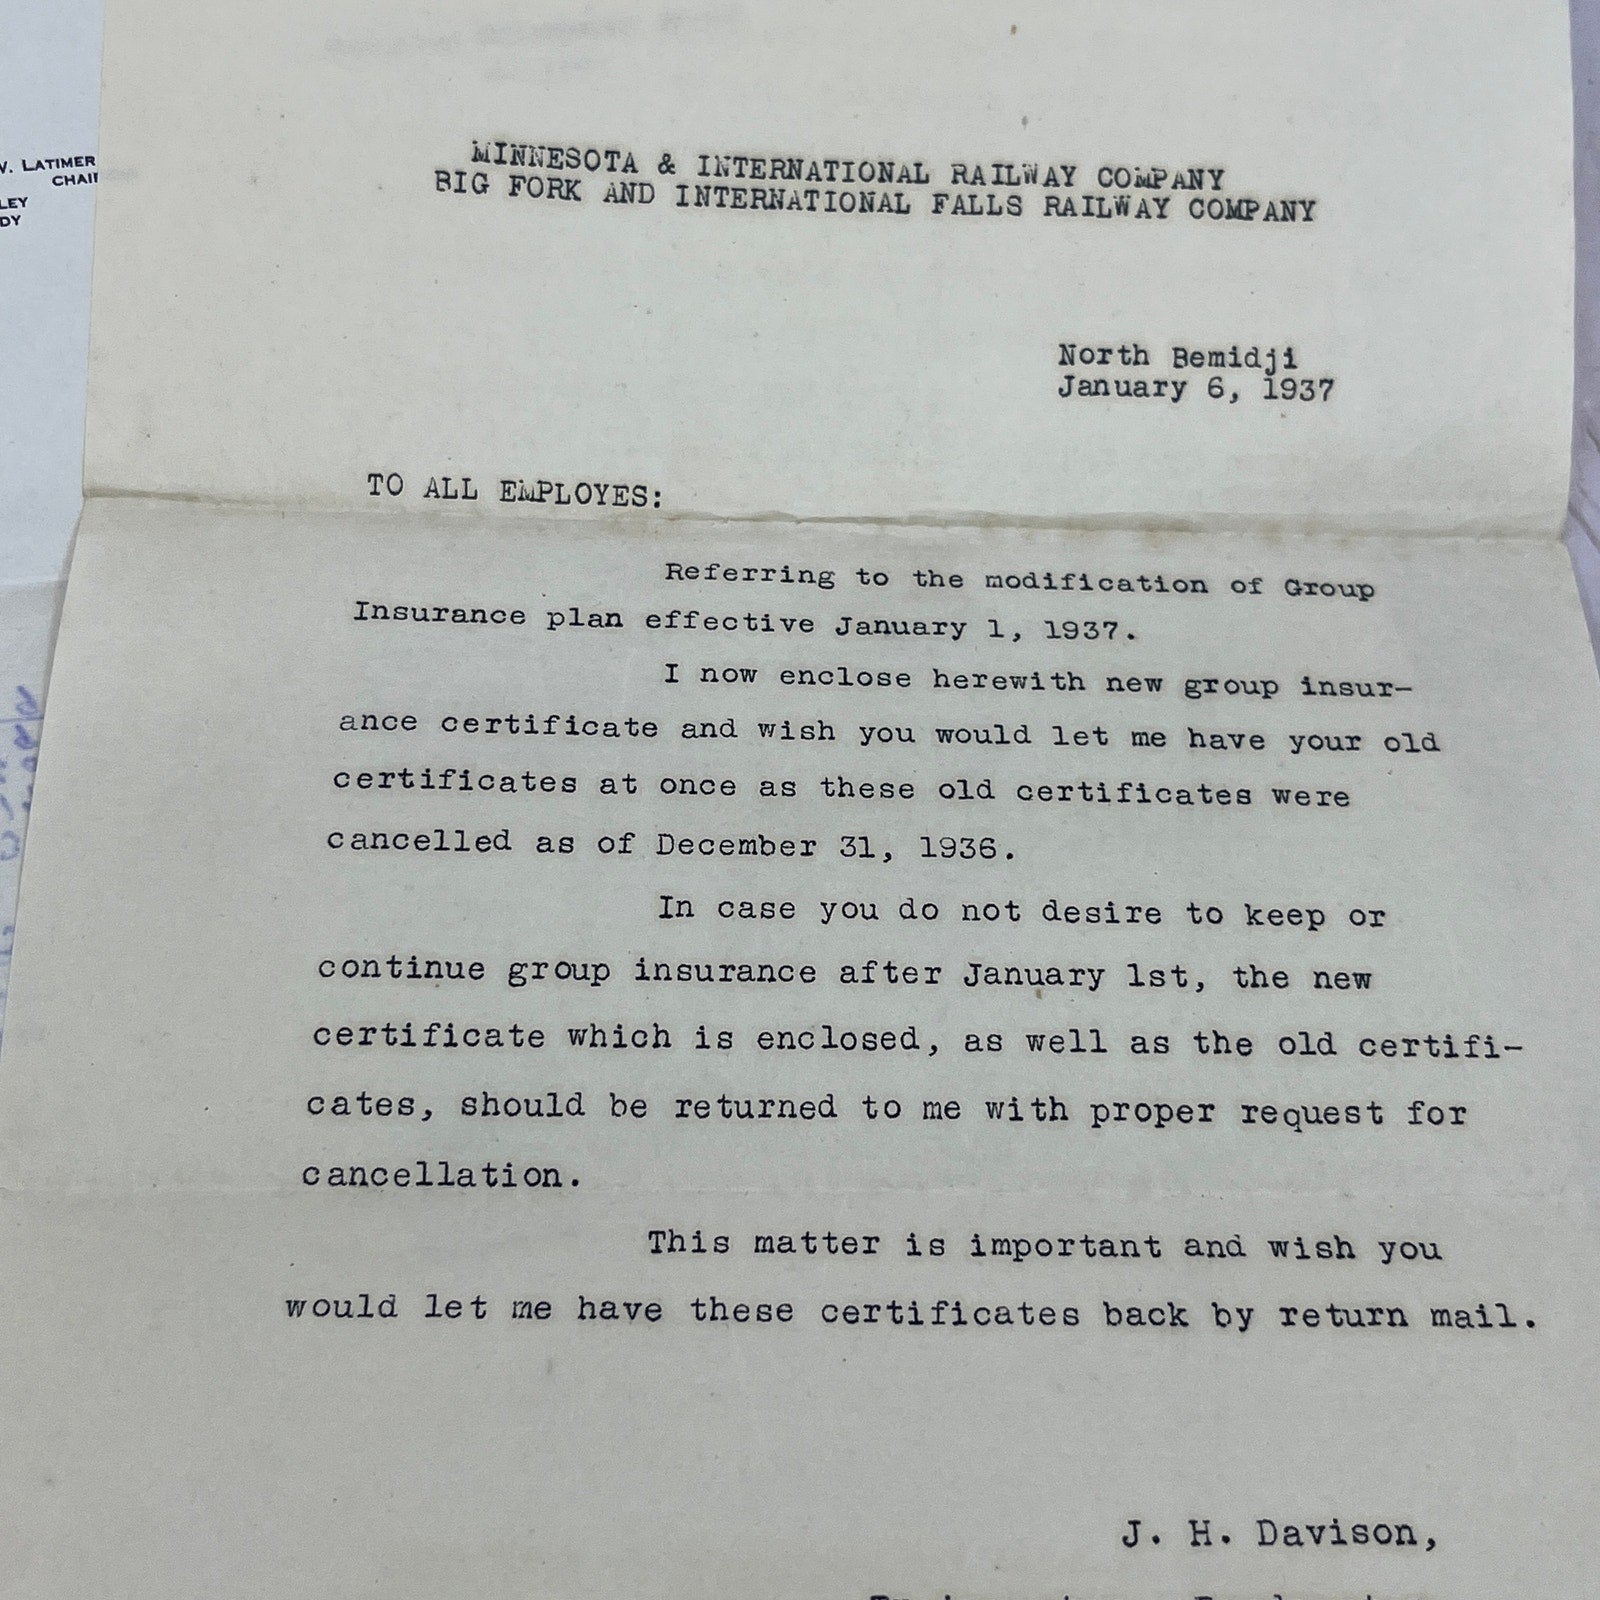 V. LATIMER
CHAI
LEY
DY
MINNESOTA & INTERNATIONAL RAILWAY COMPANY
BIG FORK AND INTERNATIONAL FALLS RAILWAY COMPANY
North Bemidji
January 6, 1937
TO ALL EMPLOYES:
Referring to the modification of Group
Insurance plan effective January 1, 1937.
I now enclose herewith new group insur-
ance certificate and wish you would let me have your old
certificates at once as these old certificates were
cancelled as of December 31, 1936.
In case you do not desire to keep or
continue group insurance after January 1st, the new
certificate which is enclosed, as well as the old certifi-
cates, should be returned to me with proper request for
cancellation.
This matter is important and wish you
would let me have these certificates back by return mail.
J. H. Davison,